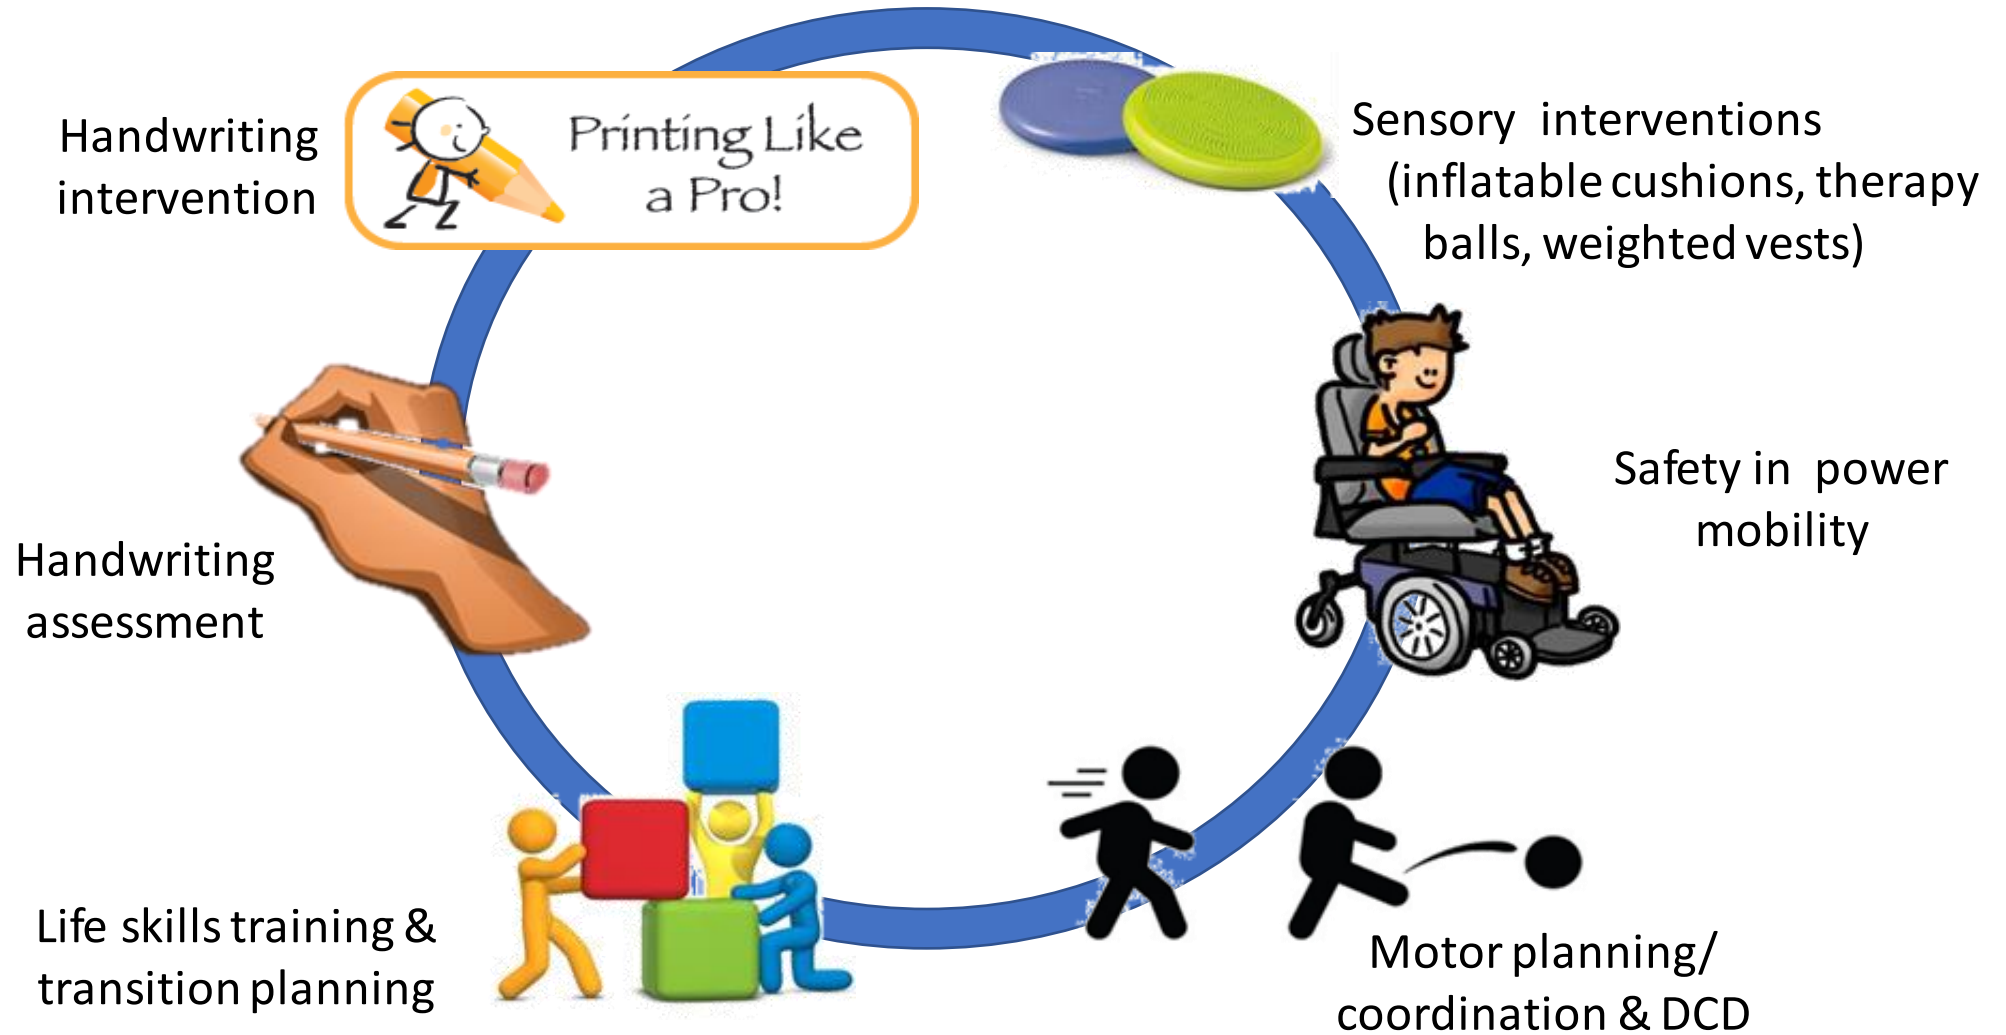 Handwriting
intervention
Printing Like
a Pro!
Sensory interventions
(inflatable cushions, therapy
balls, weighted vests)
Safety in power
mobility
Handwriting
assessment
Life skills training &
transition planning
Motor planning/
coordination & DCD